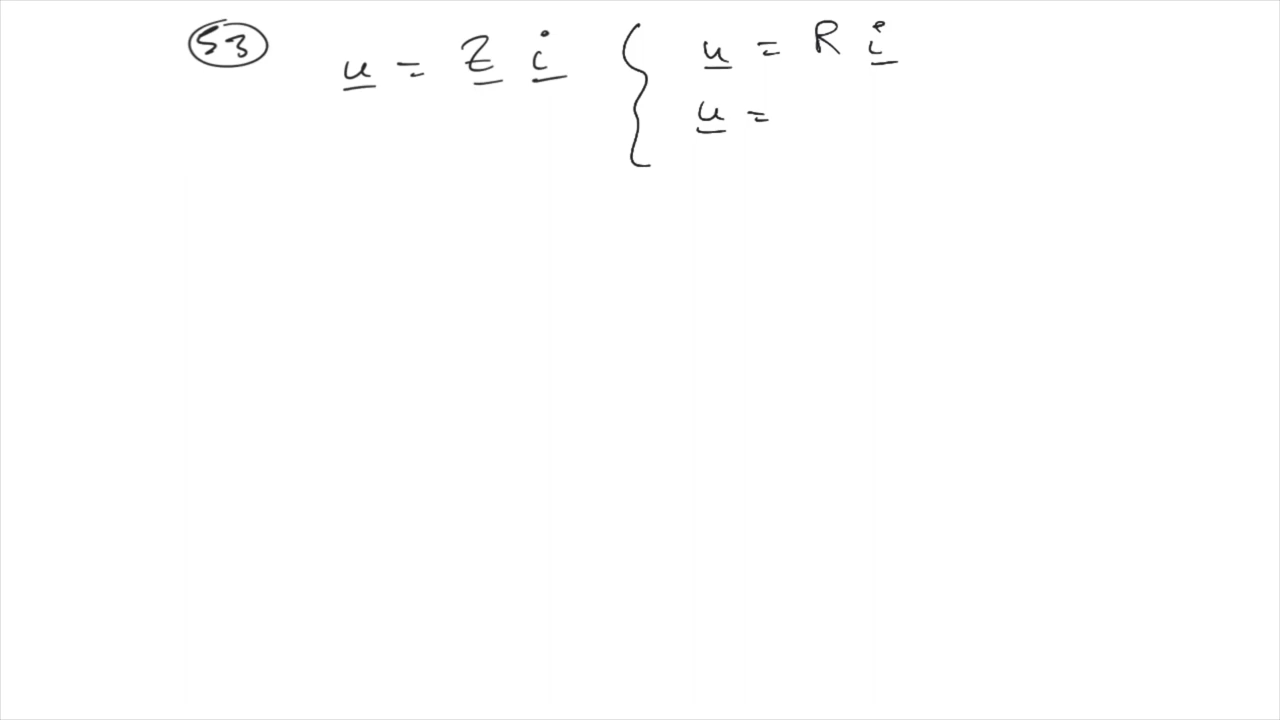 53 u = Z i { u = R i
u =